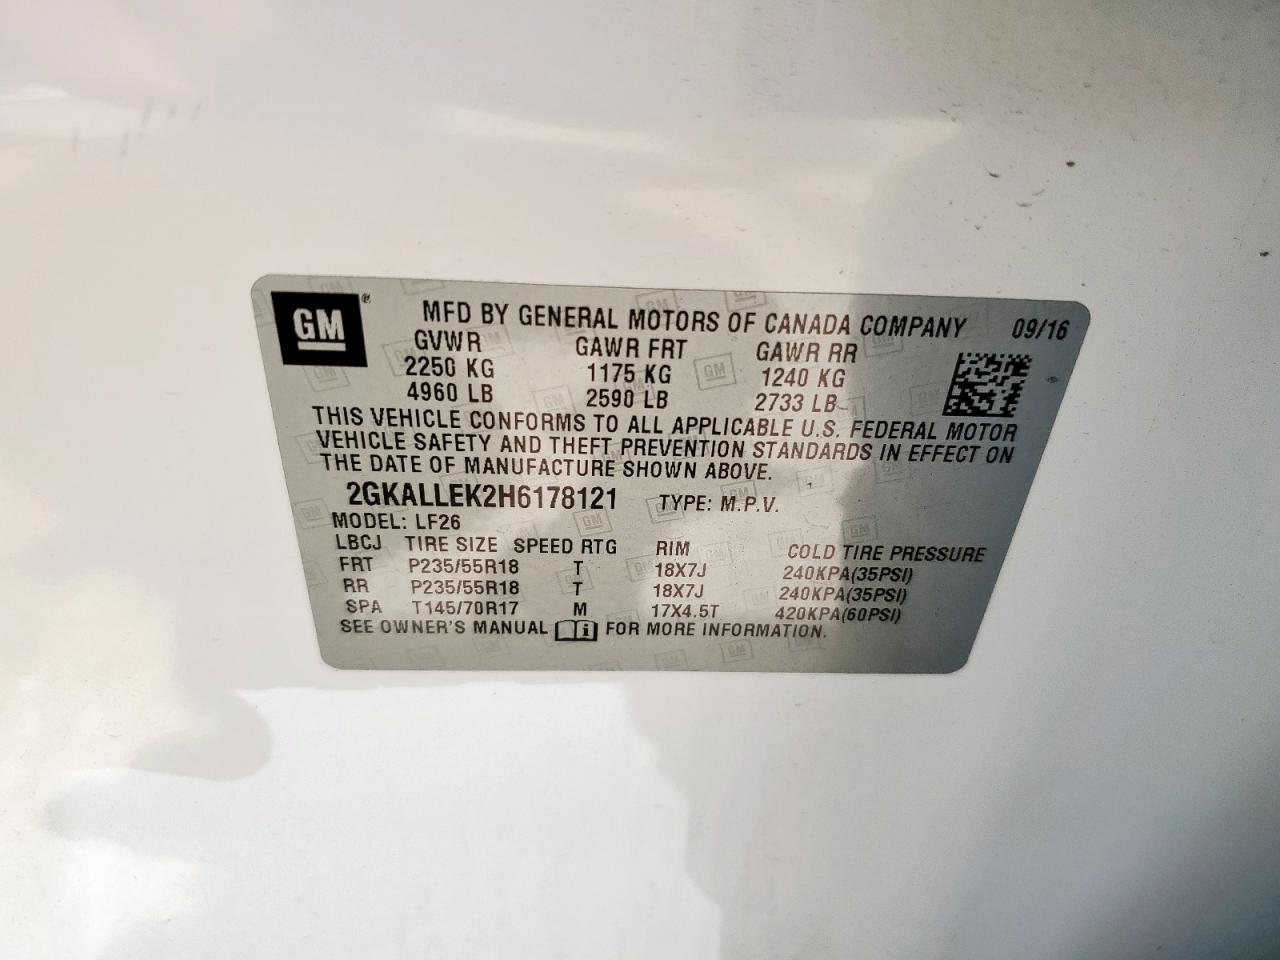 GM®
MFD BY GENERAL MOTORS OF CANADA COMPANY 09/16
GVWR GAWR FRT GAWR RR
2250 KG 1175 KG 1240 KG
4960 LB 2590 LB 2733 LB
THIS VEHICLE CONFORMS TO ALL APPLICABLE U.S. FEDERAL MOTOR
VEHICLE SAFETY AND THEFT PREVENTION STANDARDS IN EFFECT ON
THE DATE OF MANUFACTURE SHOWN ABOVE.
2GKALLEK2H6178121 TYPE: M.P.V.
MODEL: LF26
LBCJ TIRE SIZE SPEED RTG RIM COLD TIRE PRESSURE
FRT P235/55R18 T 18X7J 240KPA(35PSI)
RR P235/55R18 T 18X7J 240KPA(35PSI)
SPA T145/70R17 M 17X4.5T 420KPA(60PSI)
SEE OWNER'S MANUAL FOR MORE INFORMATION.